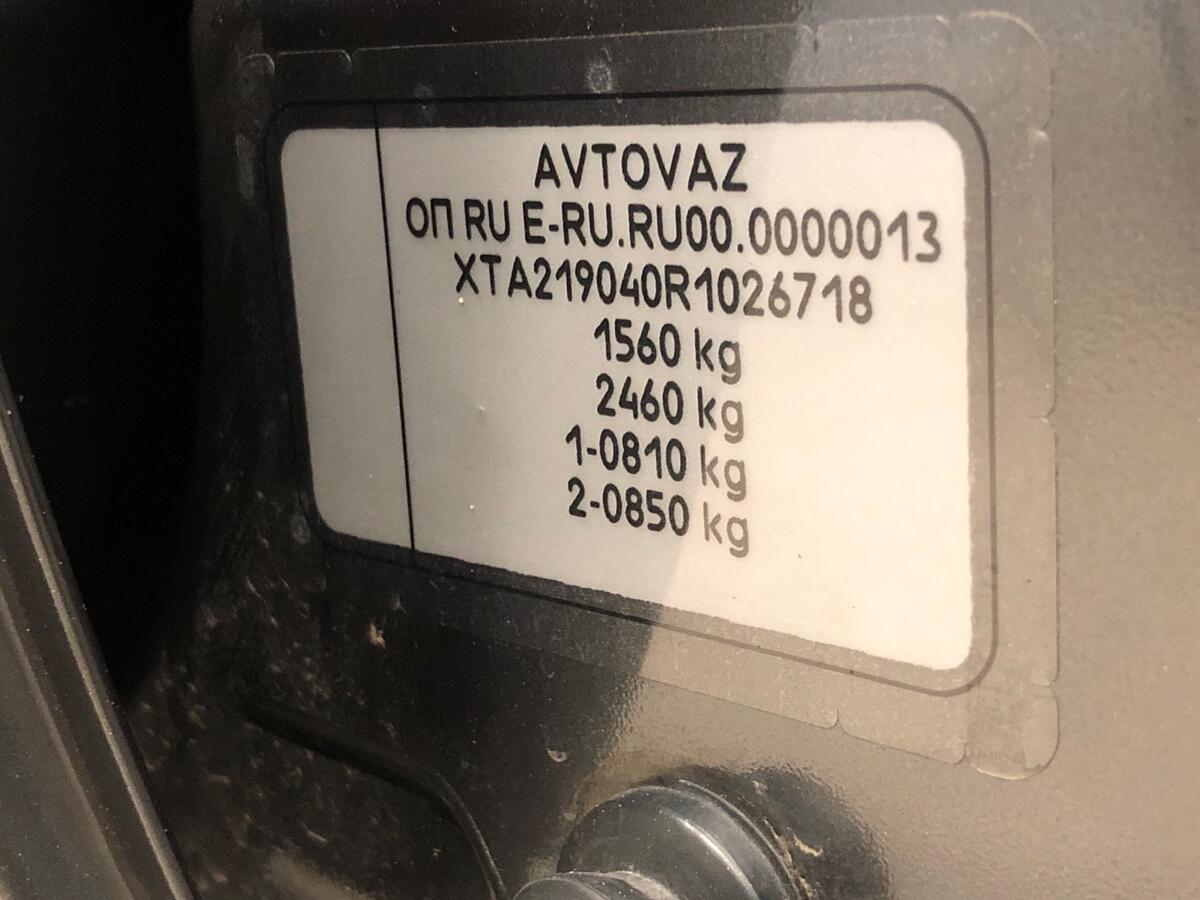 AVTOVAZ
ОП RU E-RU.RU00.0000013
XTA219040R1026718
1560 kg
2460 kg
1-0810 kg
2-0850 kg